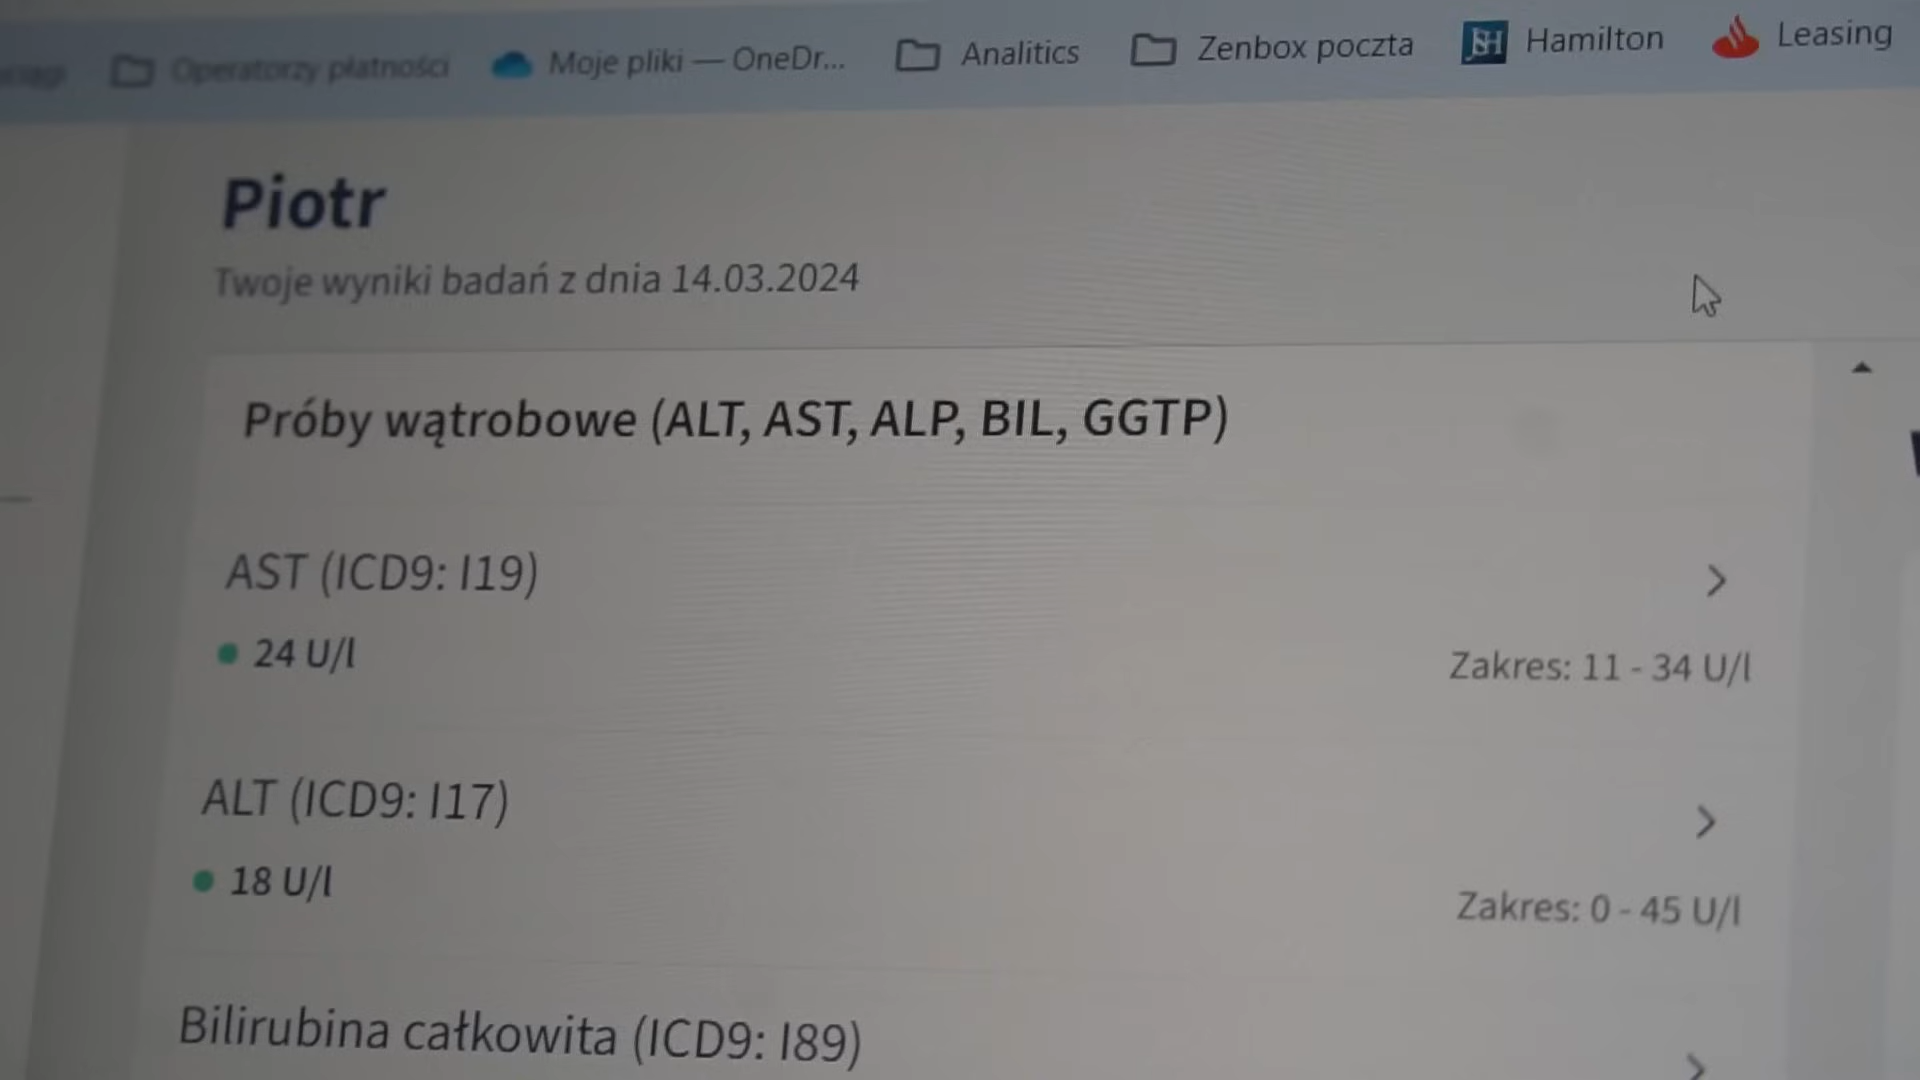 Operatorzy płatności Moje pliki — OneDr... Analitics Zenbox poczta Hamilton Leasing
Piotr
Twoje wyniki badań z dnia 14.03.2024
Próby wątrobowe (ALT, AST, ALP, BIL, GGTP)
AST (ICD9: I19)
24 U/l
Zakres: 11 - 34 U/l
ALT (ICD9: I17)
18 U/l
Zakres: 0 - 45 U/l
Bilirubina całkowita (ICD9: I89)